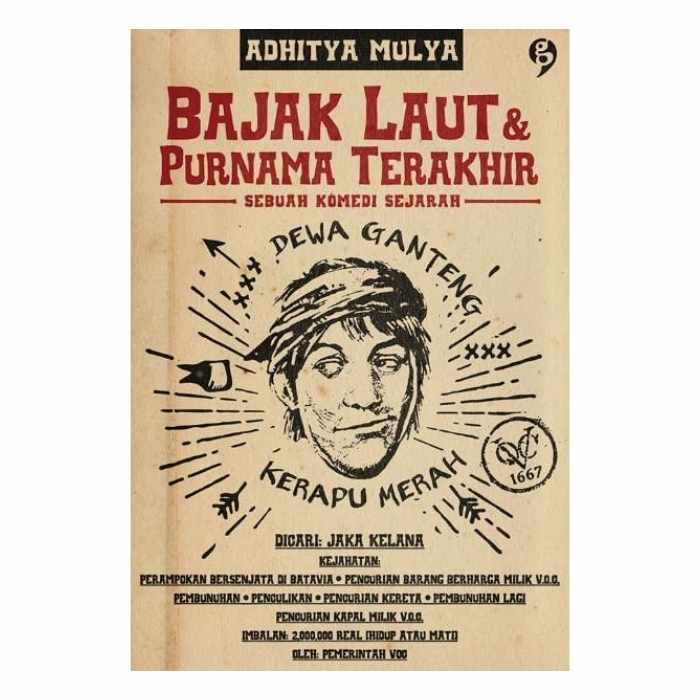 ADHITYA MULYA
g
BAJAK LAUT &
PURNAMA TERAKHIR
SEBUAH KOMEDI SEJARAH
DEWA GANTENG
XXX
XXX
KERAPU MERAH
VOC
1667
DICARI: JAKA KELANA
KEJAHATAN:
PERAMPOKAN BERSENJATA DI BATAVIA • PENCURIAN BARANG BERHARGA MILIK V.O.C.
PEMBUNUHAN • PENCULIKAN • PENCURIAN KERETA • PEMBUNUHAN LAGI
PENCURIAN KAPAL MILIK V.O.C.
IMBALAN: 2,000,000 REAL (HIDUP ATAU MATI)
OLEH: PEMERINTAH VOC